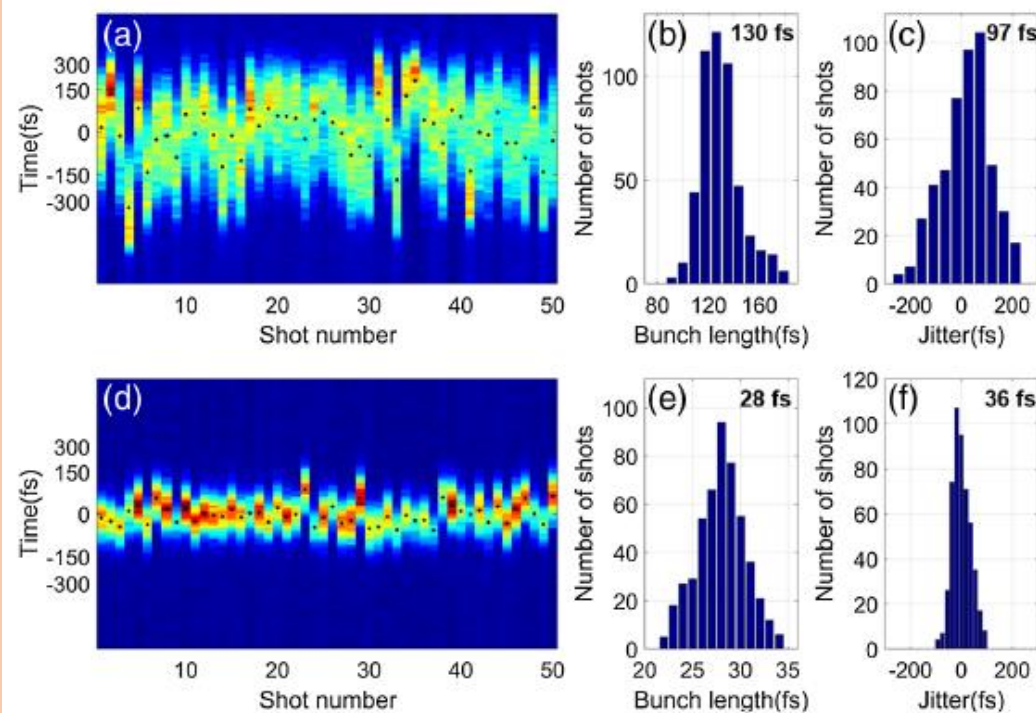 (a)
Time(fs)
300
150
0
-150
-300
10 20 30 40 50
Shot number
(b) 130 fs
Number of shots
100
50
0
80 120 160
Bunch length(fs)
(c) 97 fs
Number of shots
100
80
60
40
20
0
-200 0 200
Jitter(fs)
(d)
Time(fs)
300
150
0
-150
-300
10 20 30 40 50
Shot number
(e) 28 fs
Number of shots
100
80
60
40
20
0
20 25 30 35
Bunch length(fs)
(f) 36 fs
Number of shots
120
100
80
60
40
20
0
-200 0 200
Jitter(fs)